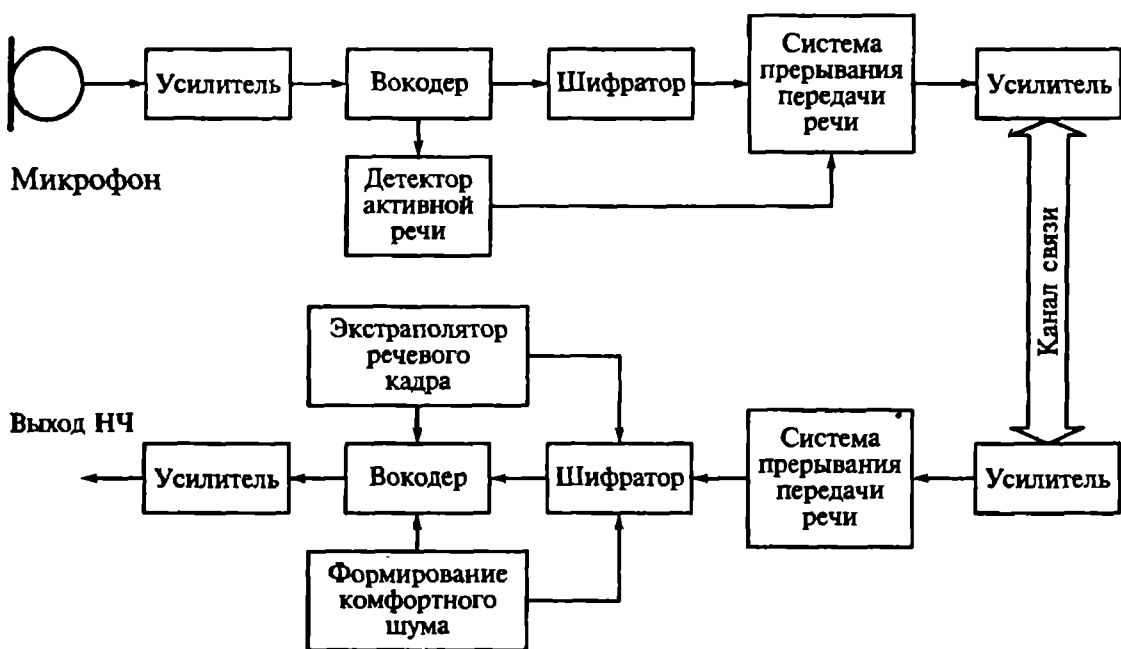 Усилитель
Вокодер
Шифратор
Система
прерывания
передачи
речи
Усилитель
Микрофон
Детектор
активной
речи
Канал связи
Экстраполятор
речевого
кадра
Выход НЧ
Усилитель
Вокодер
Шифратор
Система
прерывания
передачи
речи
Усилитель
Формирование
комфортного
шума